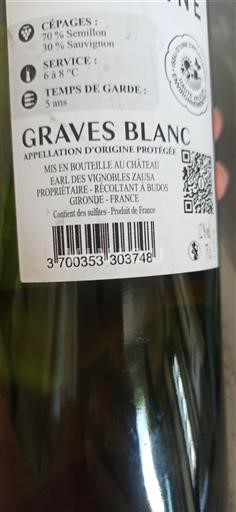 INE
CÉPAGES :
70 % Semillon
30 % Sauvignon
SERVICE :
6 à 8 °C
TEMPS DE GARDE :
5 ans
GRAVES BLANC
APPELLATION D'ORIGINE PROTÉGÉE
MIS EN BOUTEILLE AU CHÂTEAU
EARL DES VIGNOBLES ZAUSA
PROPRIÉTAIRE - RÉCOLTANT À BUDOS
GIRONDE - FRANCE
Contient des sulfites - Produit de France
3 700353 303748